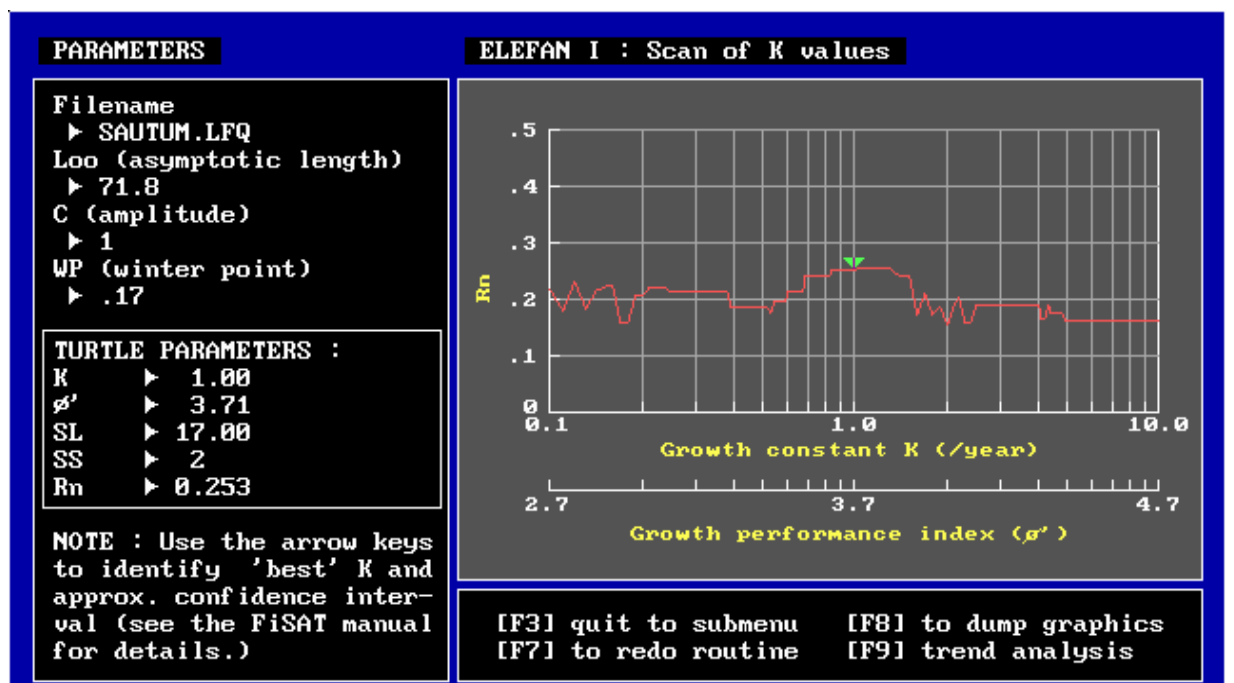 PARAMETERS
ELEFAN I : Scan of K values
Filename
► SAUTUM.LFQ
Loo (asymptotic length)
► 71.8
C (amplitude)
► 1
WP (winter point)
► .17
TURTLE PARAMETERS :
K ► 1.00
ø' ► 3.71
SL ► 17.00
SS ► 2
Rn ► 0.253
NOTE : Use the arrow keys
to identify 'best' K and
approx. confidence inter-
val (see the FiSAT manual
for details.)
.5
.4
.3
Rn
.2
.1
0
0.1 1.0 10.0
Growth constant K (/year)
2.7 3.7 4.7
Growth performance index (ø')
[F3] quit to submenu [F8] to dump graphics
[F7] to redo routine [F9] trend analysis